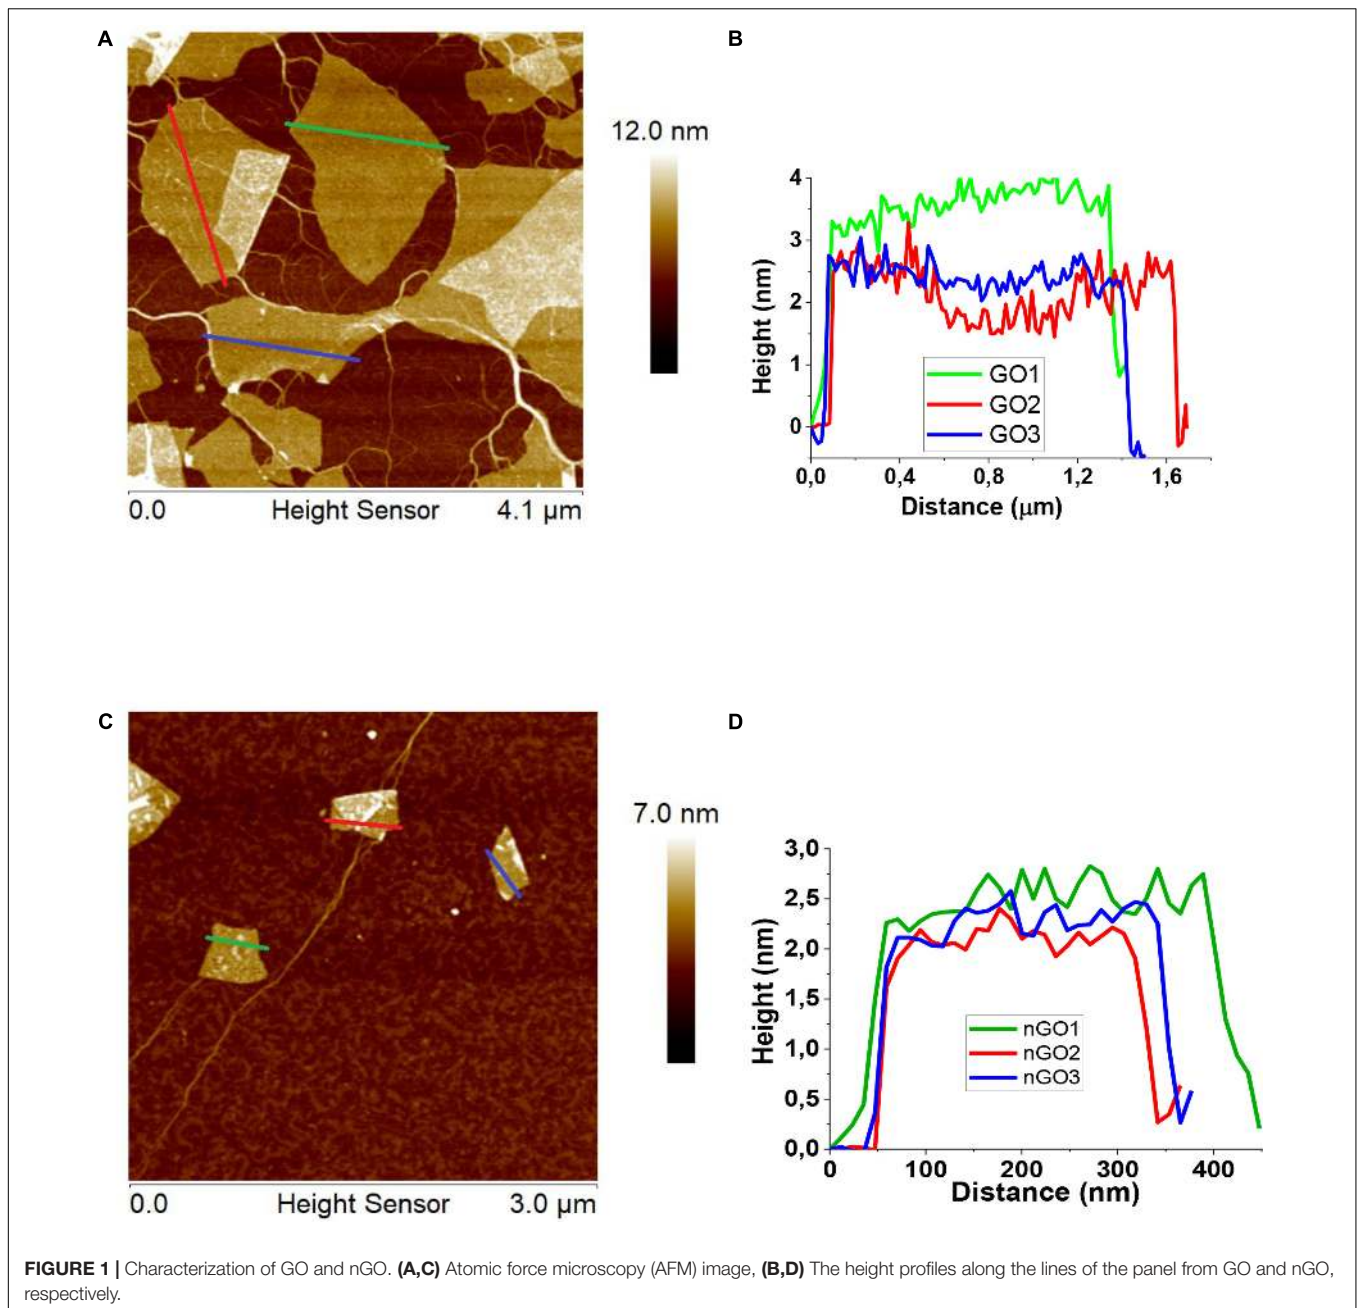 A
12.0 nm
0.0 Height Sensor 4.1 µm
B
Height (nm)
4
3
2
1
0
GO1
GO2
GO3
0,0 0,4 0,8 1,2 1,6
Distance (µm)
C
7.0 nm
0.0 Height Sensor 3.0 µm
D
Height (nm)
3,0
2,5
2,0
1,5
1,0
0,5
0,0
nGO1
nGO2
nGO3
0 100 200 300 400
Distance (nm)
FIGURE 1 | Characterization of GO and nGO. (A,C) Atomic force microscopy (AFM) image, (B,D) The height profiles along the lines of the panel from GO and nGO,
respectively.